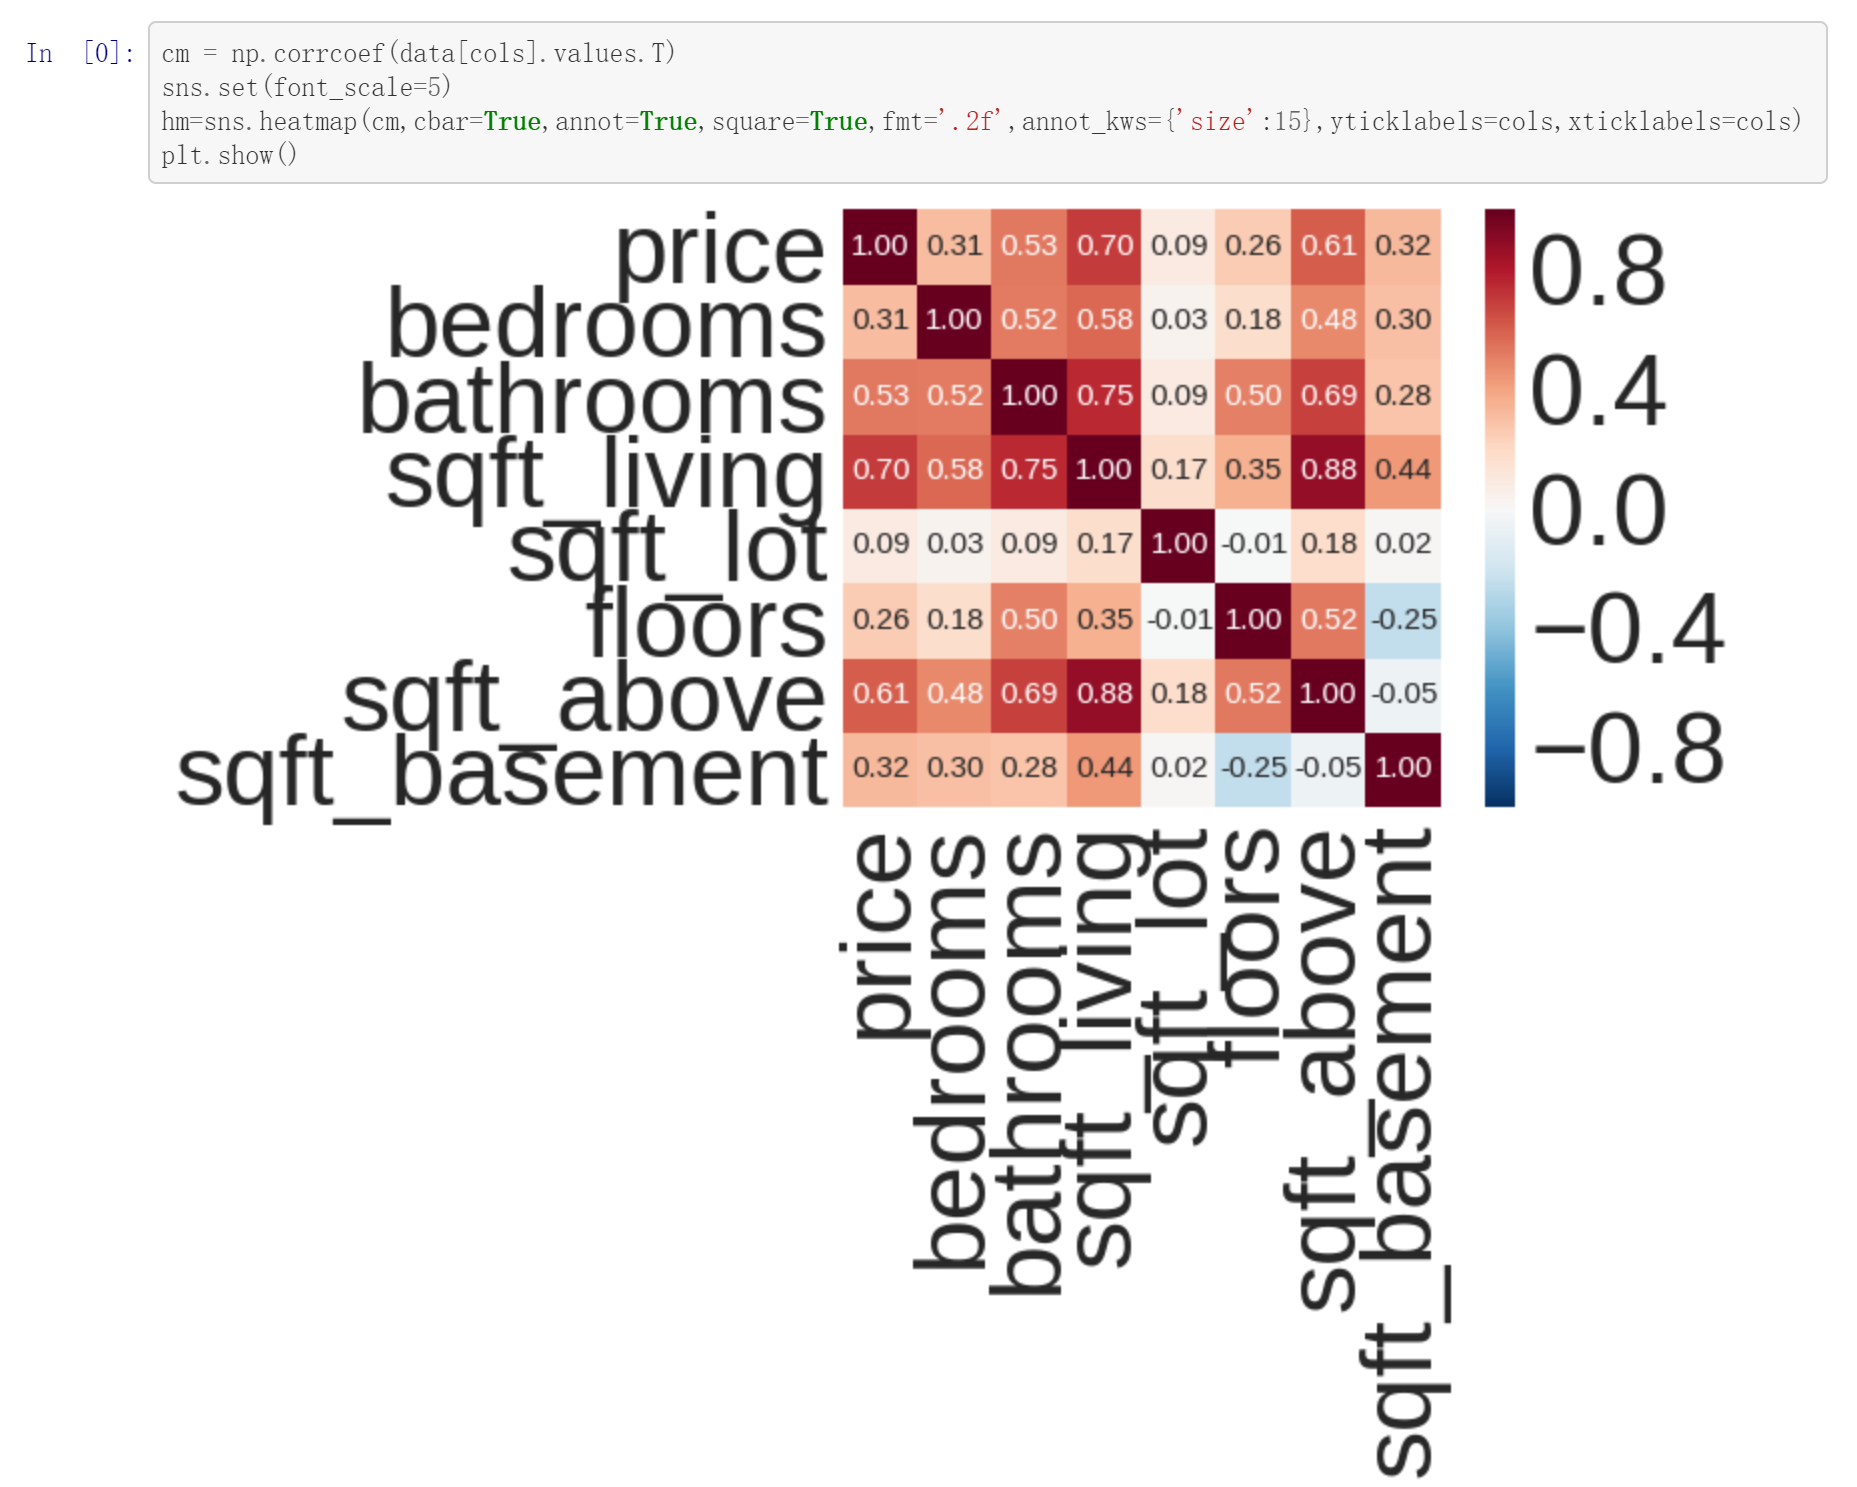 In [0]:
cm = np.corrcoef(data[cols].values.T)
sns.set(font_scale=5)
hm=sns.heatmap(cm,cbar=True,annot=True,square=True,fmt='.2f',annot_kws={'size':15},yticklabels=cols,xticklabels=cols)
plt.show()
price 1.00 0.31 0.53 0.70 0.09 0.26 0.61 0.32
bedrooms 0.31 1.00 0.52 0.58 0.03 0.18 0.48 0.30
bathrooms 0.53 0.52 1.00 0.75 0.09 0.50 0.69 0.28
sqft_living 0.70 0.58 0.75 1.00 0.17 0.35 0.88 0.44
sqft_lot 0.09 0.03 0.09 0.17 1.00 -0.01 0.18 0.02
floors 0.26 0.18 0.50 0.35 -0.01 1.00 0.52 -0.25
sqft_above 0.61 0.48 0.69 0.88 0.18 0.52 1.00 -0.05
sqft_basement 0.32 0.30 0.28 0.44 0.02 -0.25 -0.05 1.00
0.8
0.4
0.0
−0.4
−0.8
price
bedrooms
bathrooms
sqft_living
sqft_lot
floors
sqft_above
sqft_basement